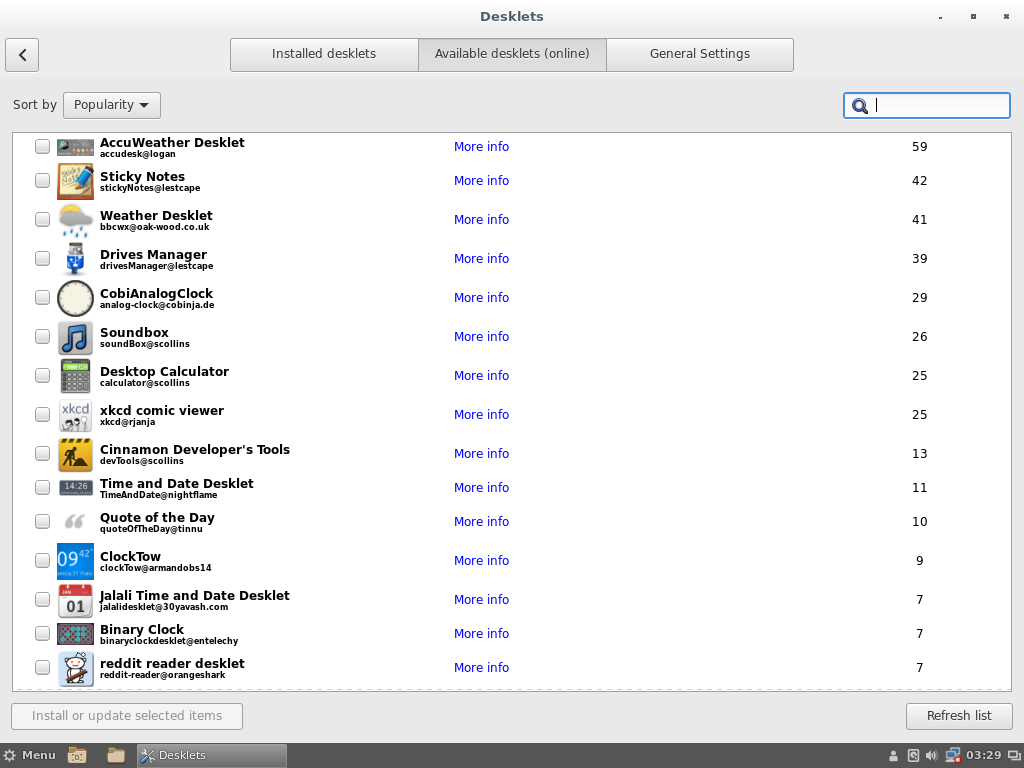 Desklets
Installed desklets
Available desklets (online)
General Settings
Sort by
Popularity
AccuWeather Desklet
accudesk@logan
More info
59
Sticky Notes
stickyNotes@lestcape
More info
42
Weather Desklet
bbcwx@oak-wood.co.uk
More info
41
Drives Manager
drivesManager@lestcape
More info
39
CobiAnalogClock
analog-clock@cobinja.de
More info
29
Soundbox
soundBox@scollins
More info
26
Desktop Calculator
calculator@scollins
More info
25
xkcd
xkcd comic viewer
xkcd@rjanja
More info
25
Cinnamon Developer's Tools
devTools@scollins
More info
13
14:26
Time and Date Desklet
TimeAndDate@nightflame
More info
11
Quote of the Day
quoteOfTheDay@tinnu
More info
10
09 42
ClockTow
clockTow@armandobs14
More info
9
JAN
01
Jalali Time and Date Desklet
jalalidesklet@30yavash.com
More info
7
Binary Clock
binaryclockdesklet@entelechy
More info
7
reddit reader desklet
reddit-reader@orangeshark
More info
7
Install or update selected items
Refresh list
Menu
Desklets
03:29